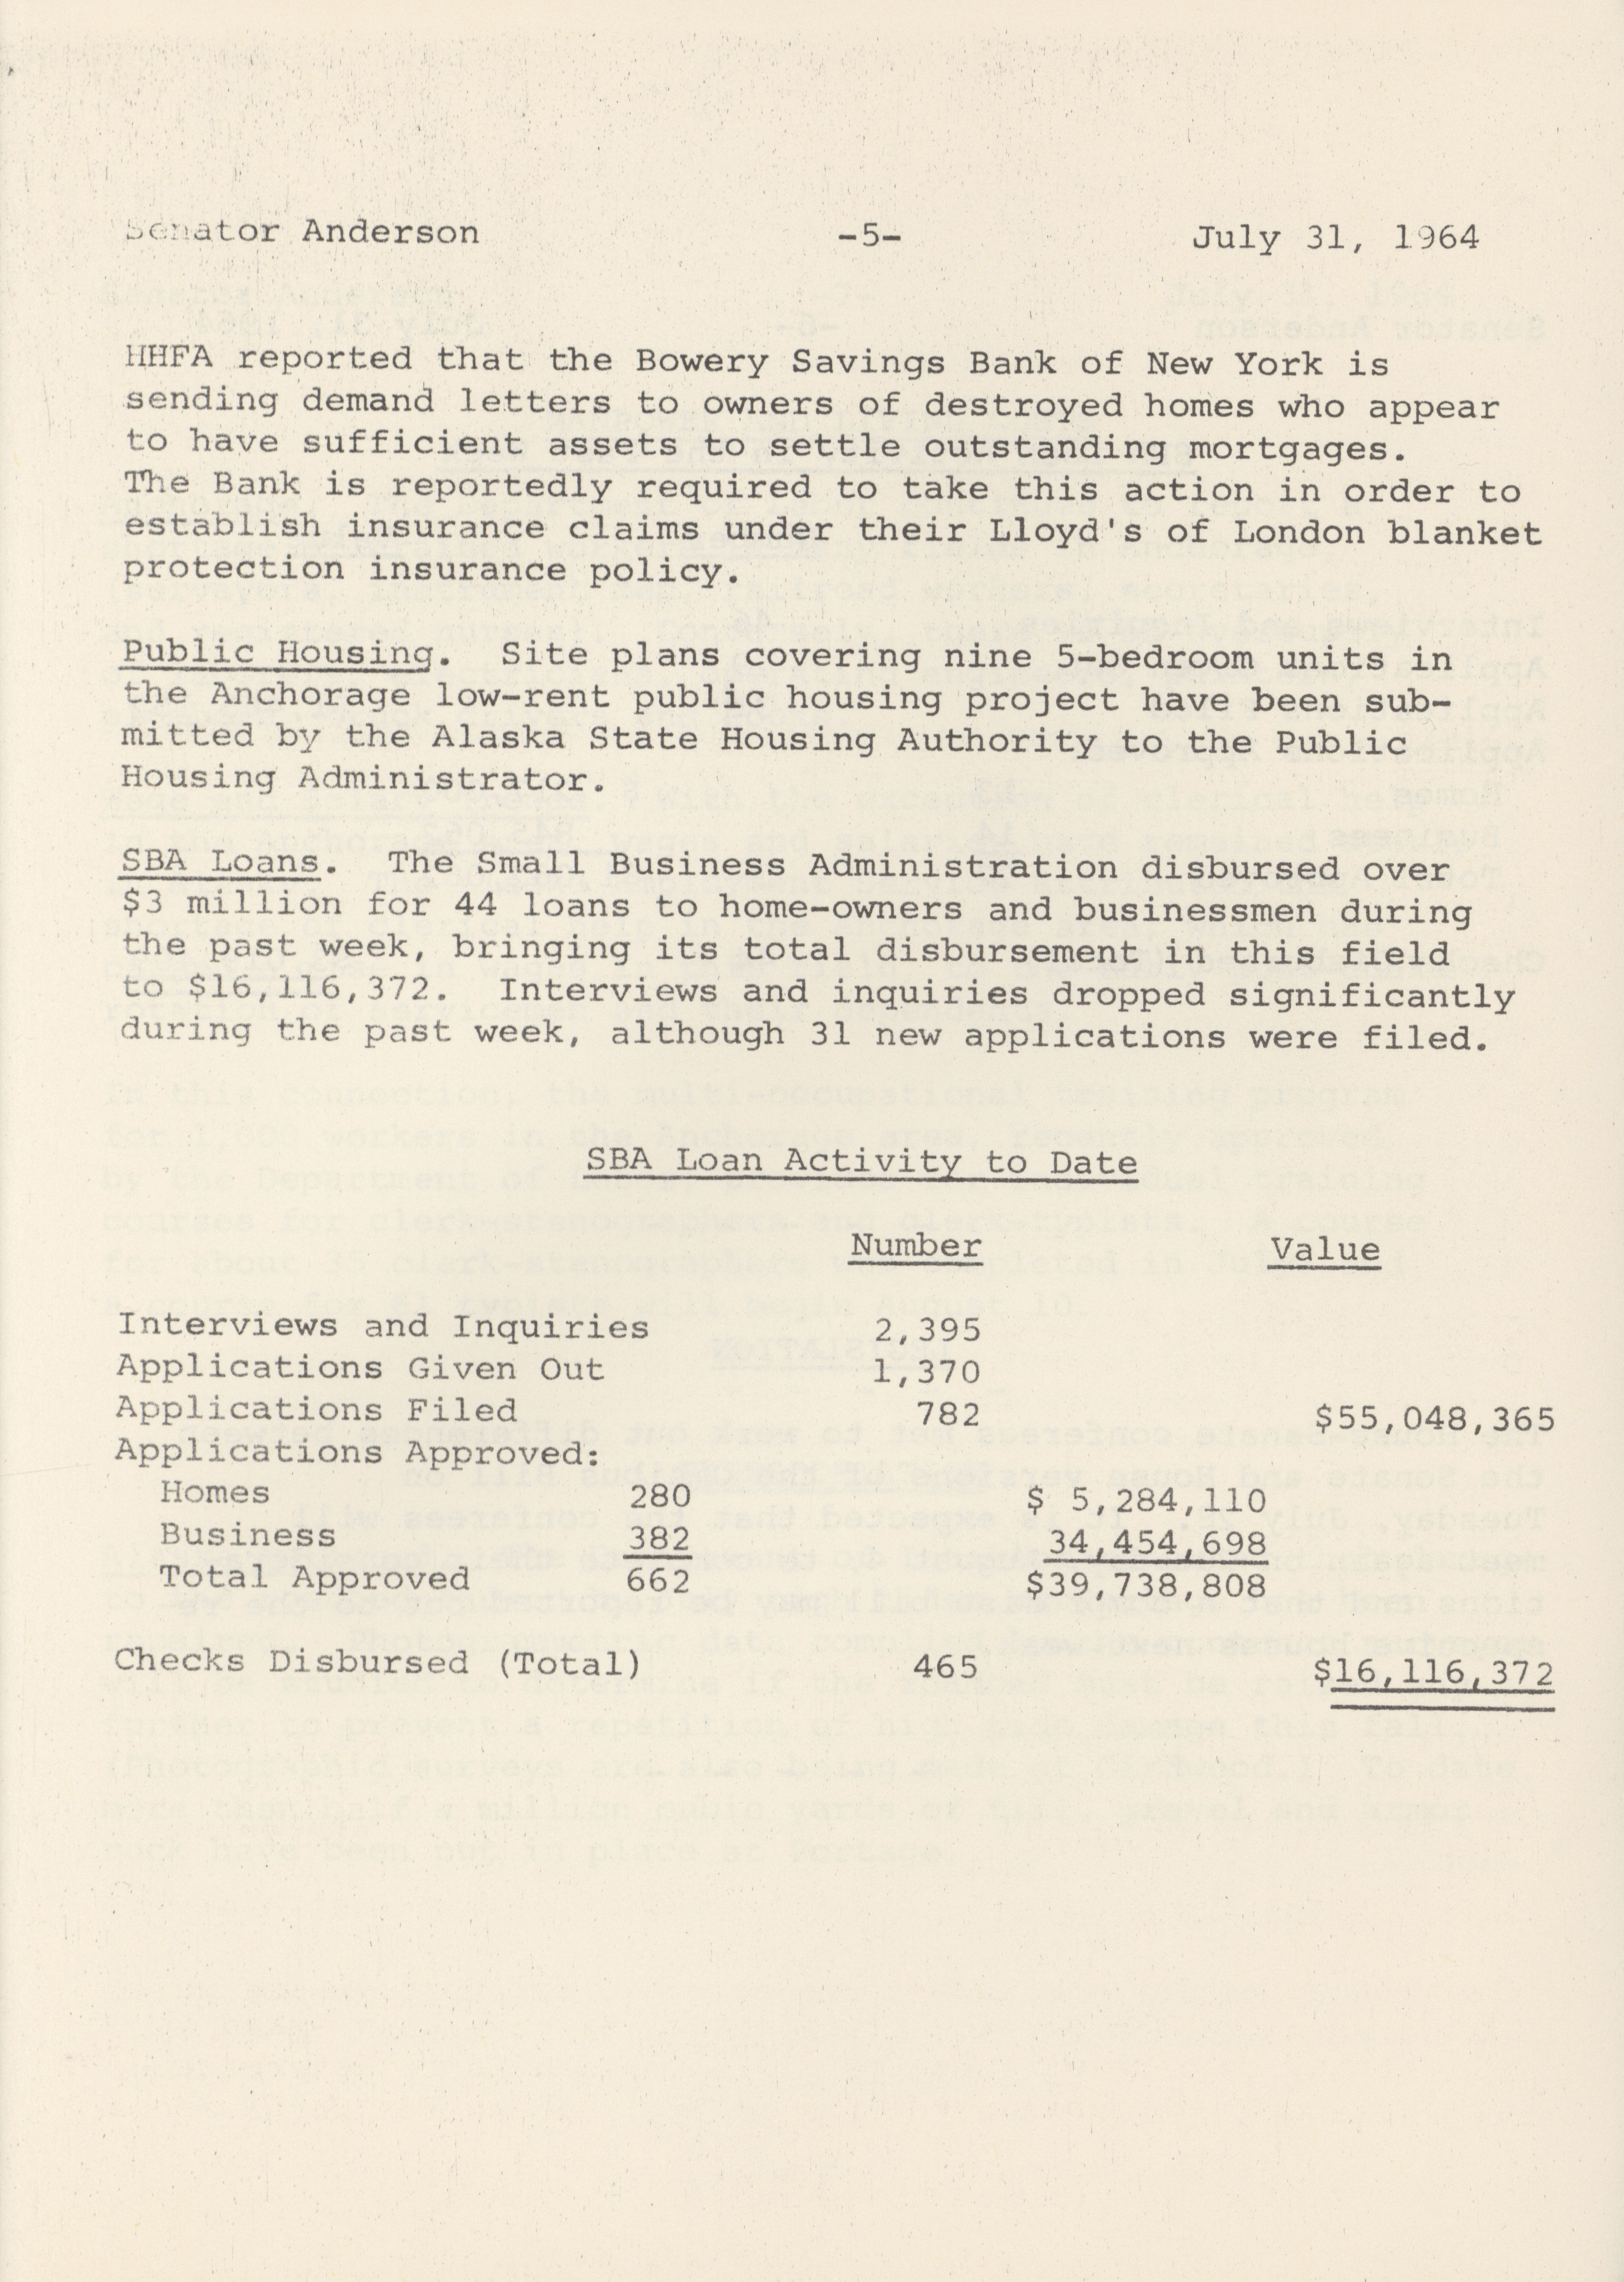 Senator Anderson -5- July 31, 1964
HHFA reported that the Bowery Savings Bank of New York is
sending demand letters to owners of destroyed homes who appear
to have sufficient assets to settle outstanding mortgages.
The Bank is reportedly required to take this action in order to
establish insurance claims under their Lloyd's of London blanket
protection insurance policy.
Public Housing. Site plans covering nine 5-bedroom units in
the Anchorage low-rent public housing project have been sub-
mitted by the Alaska State Housing Authority to the Public
Housing Administrator.
SBA Loans. The Small Business Administration disbursed over
$3 million for 44 loans to home-owners and businessmen during
the past week, bringing its total disbursement in this field
to $16,116,372. Interviews and inquiries dropped significantly
during the past week, although 31 new applications were filed.
SBA Loan Activity to Date
Number Value
Interviews and Inquiries 2,395
Applications Given Out 1,370
Applications Filed 782 $55,048,365
Applications Approved:
Homes 280 $ 5,284,110
Business 382 34,454,698
Total Approved 662 $39,738,808
Checks Disbursed (Total) 465 $16,116,372